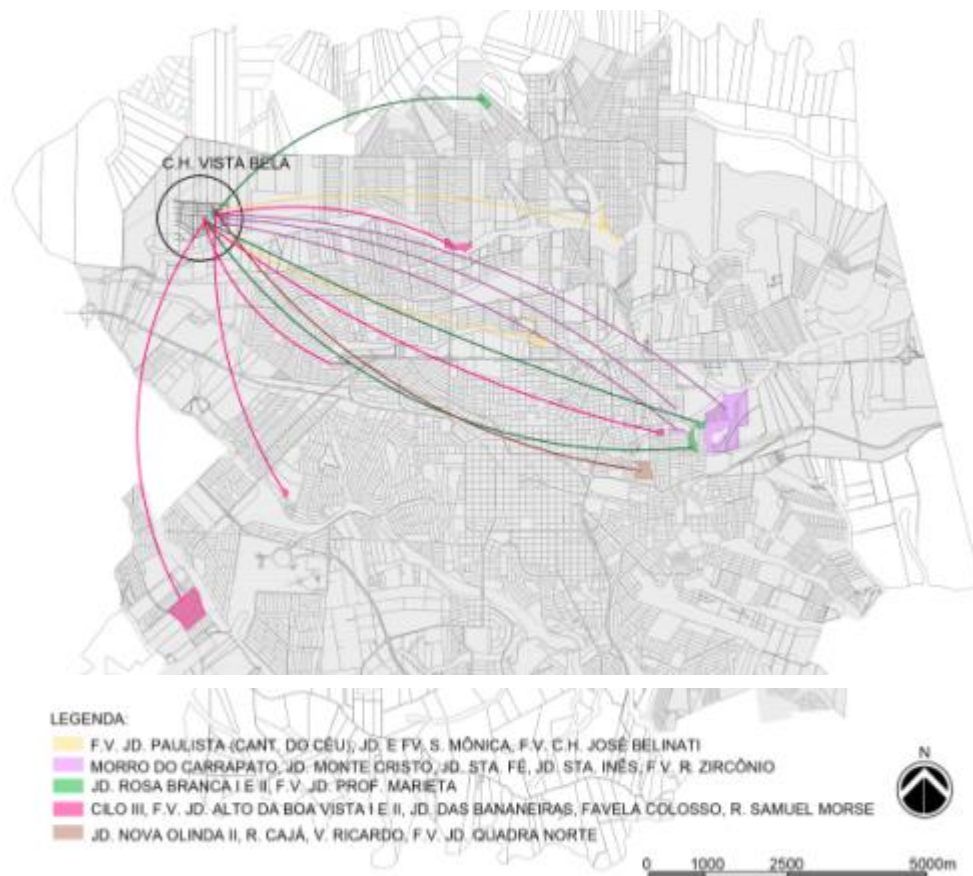 C.H. VISTA BELA
LEGENDA:
F.V. JD. PAULISTA (CANT. DO CÉU), JD. E FV. S. MÔNICA, F.V. C.H. JOSÉ BELINATI
MORRO DO CARRAPATO, JD. MONTE CRISTO, JD. STA. FÉ, JD. STA. INÊS, F.V. R. ZIRCÔNIO
JD. ROSA BRANCA I E II, F.V. JD. PROF. MARIETA
CILO III, F.V. JD. ALTO DA BOA VISTA I E II, JD. DAS BANANEIRAS, FAVELA COLOSSO, R. SAMUEL MORSE
JD. NOVA OLINDA II, R. CAJÁ, V. RICARDO, F.V. JD. QUADRA NORTE
N
0 1000 2500 5000m